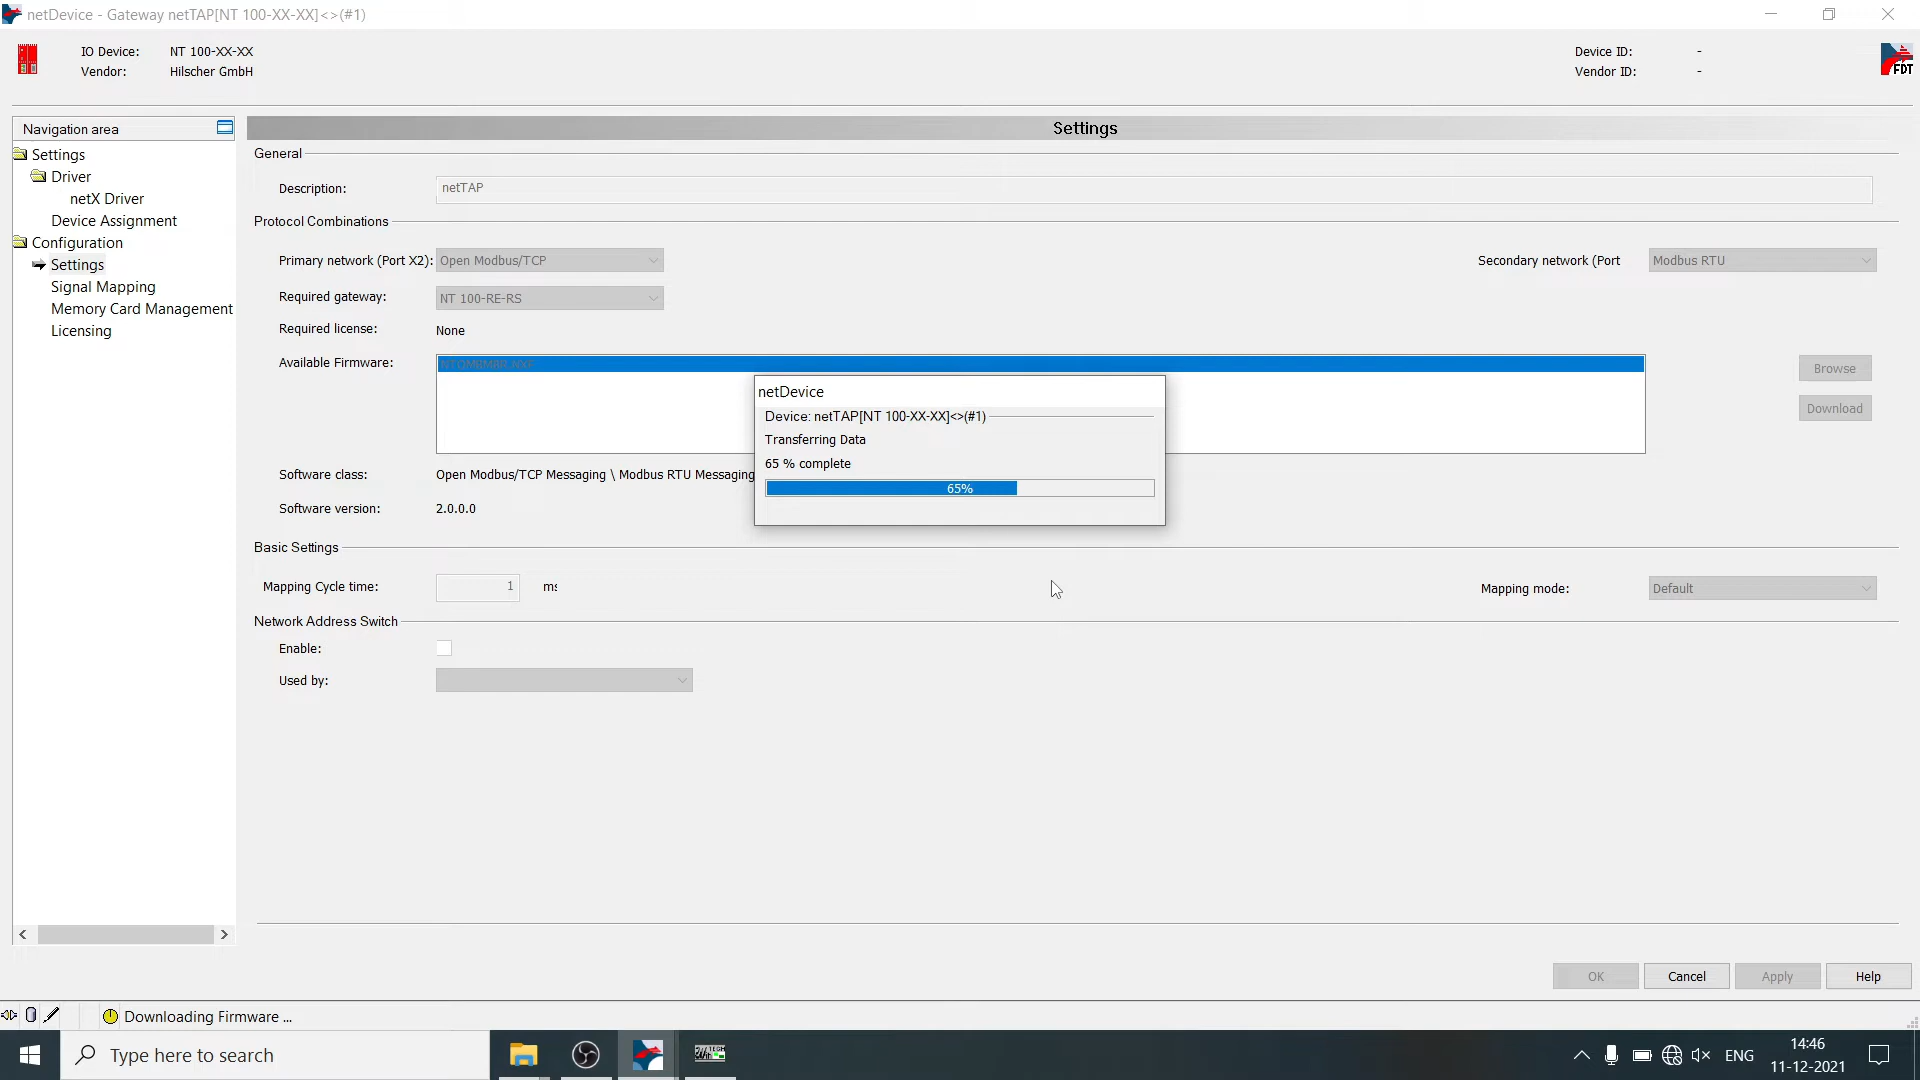 netDevice - Gateway netTAP[NT 100-XX-XX]<>(#1)
IO Device: NT 100-XX-XX
Vendor: Hilscher GmbH
Device ID: -
Vendor ID: -
FDT
Navigation area
Settings
Driver
netX Driver
Device Assignment
Configuration
Settings
Signal Mapping
Memory Card Management
Licensing
Settings
General
Description: netTAP
Protocol Combinations
Primary network (Port X2): Open Modbus/TCP
Secondary network (Port Modbus RTU
Required gateway: NT 100-RE-RS
Required license: None
Available Firmware:
Browse
Download
netDevice
Device: netTAP[NT 100-XX-XX]<>(#1)
Transferring Data
65 % complete
65%
Software class: Open Modbus/TCP Messaging \ Modbus RTU Messaging
Software version: 2.0.0.0
Basic Settings
Mapping Cycle time: 1 ms
Mapping mode: Default
Network Address Switch
Enable:
Used by:
OK Cancel Apply Help
Downloading Firmware ...
Type here to search
ENG
14:46
11-12-2021